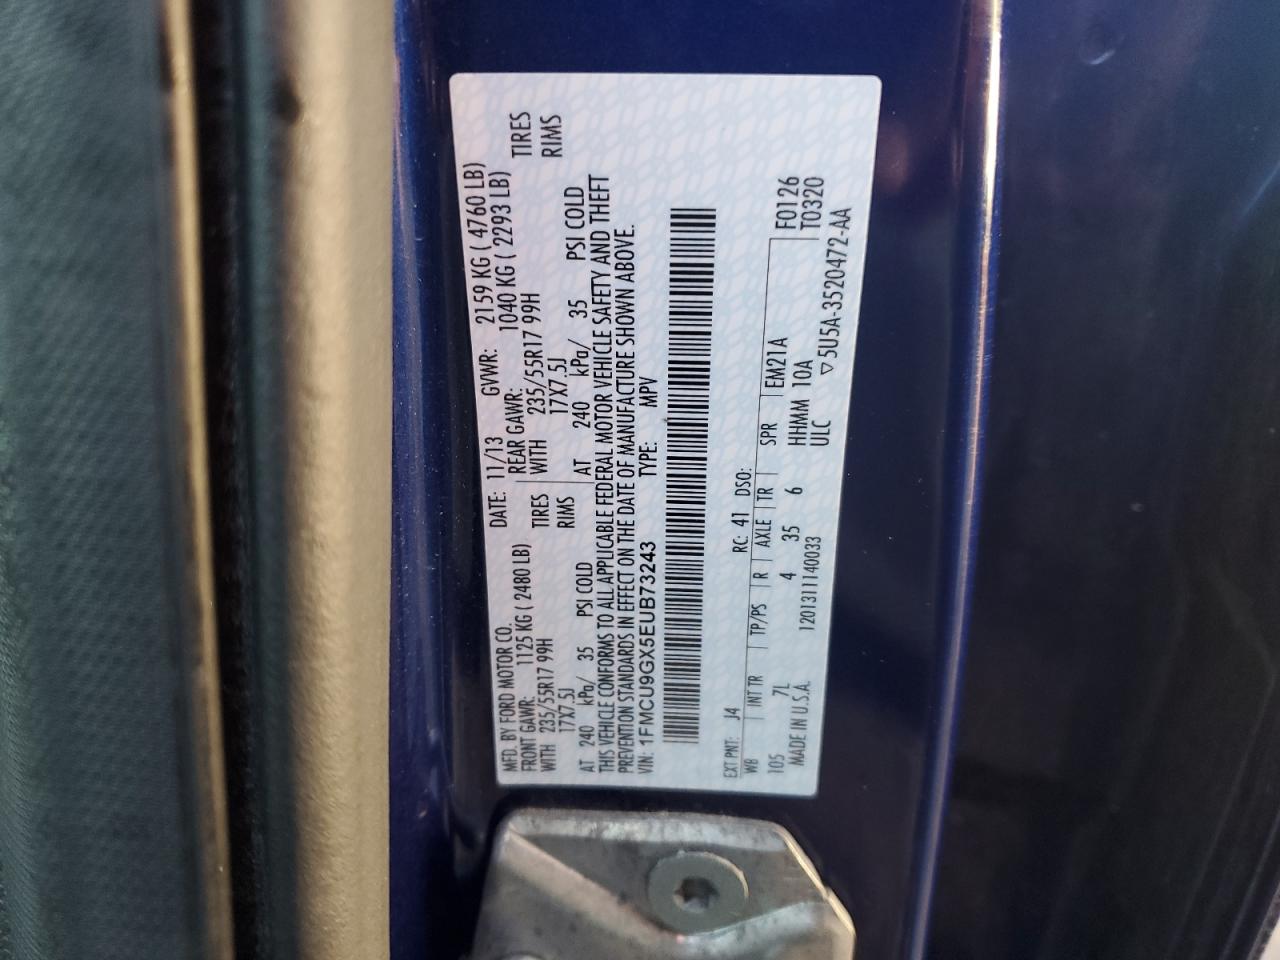 MFD. BY FORD MOTOR CO. DATE: 11/13 GVWR: 2159 KG ( 4760 LB)
FRONT GAWR: 1125 KG ( 2480 LB) REAR GAWR: 1040 KG ( 2293 LB)
WITH 235/55R17 99H TIRES WITH 235/55R17 99H TIRES
17X7.5J RIMS 17X7.5J RIMS
AT 240 kPa/ 35 PSI COLD AT 240 kPa/ 35 PSI COLD
THIS VEHICLE CONFORMS TO ALL APPLICABLE FEDERAL MOTOR VEHICLE SAFETY AND THEFT
PREVENTION STANDARDS IN EFFECT ON THE DATE OF MANUFACTURE SHOWN ABOVE.
VIN: 1FMCU9GX5EUB73243 TYPE: MPV
EXT PNT: J4 RC: 41 DSO:
WB INT TR TP/PS R AXLE TR SPR EM21A F0126
105 7L 4 35 6 HHMM 10A T0320
MADE IN U.S.A. 1201311140033 ULC ▽5U5A-3520472-AA